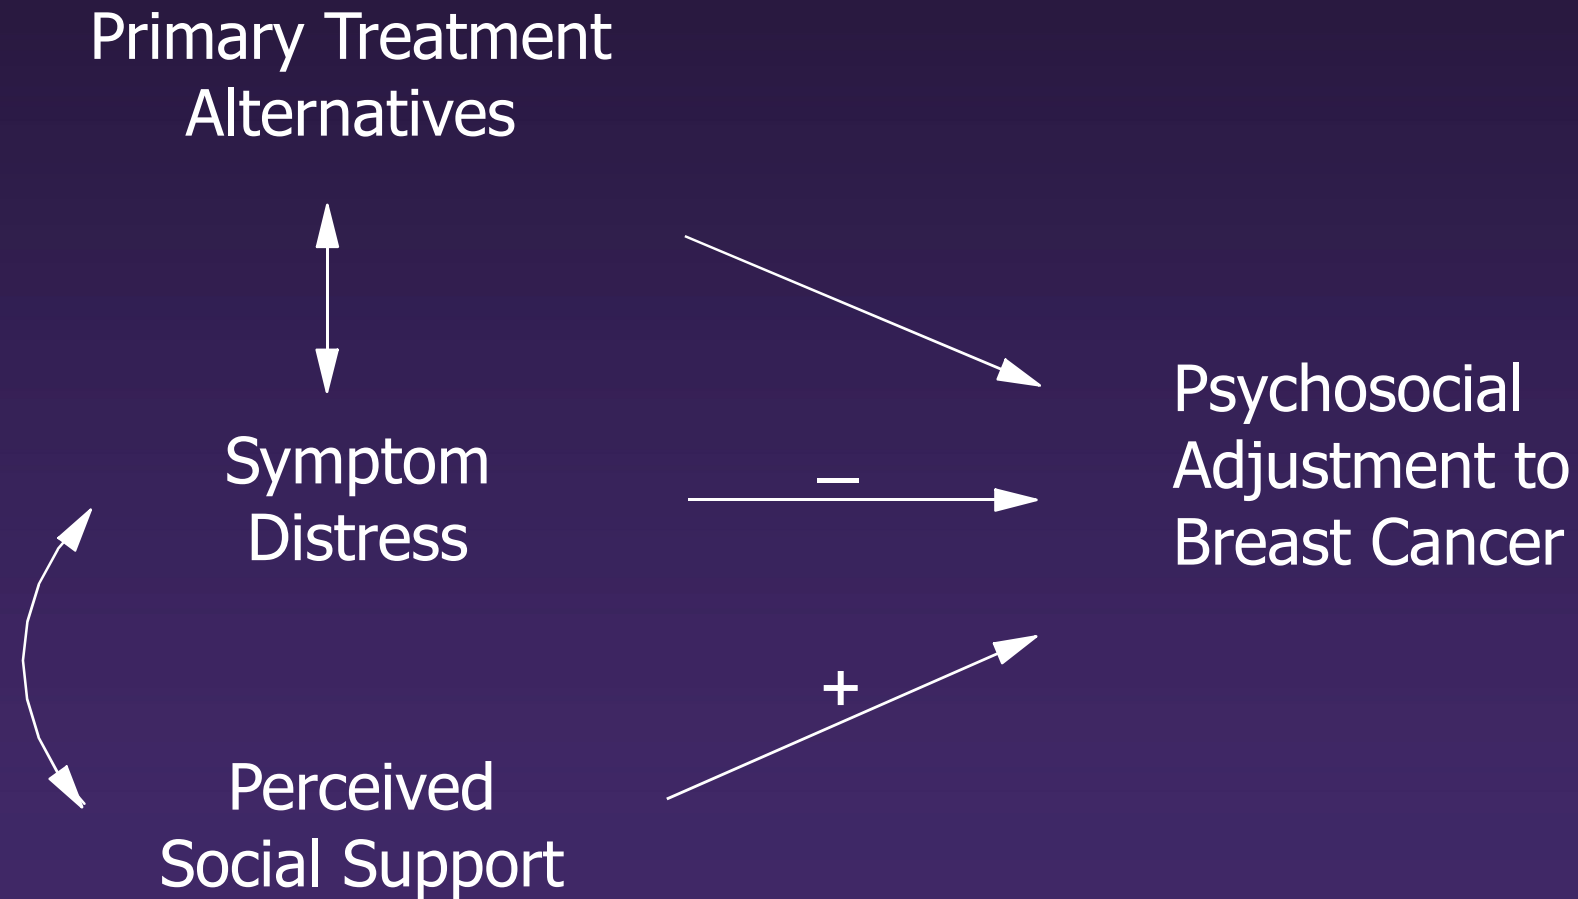 Primary Treatment
Alternatives
Symptom
Distress
–
Psychosocial
Adjustment to
Breast Cancer
+
Perceived
Social Support